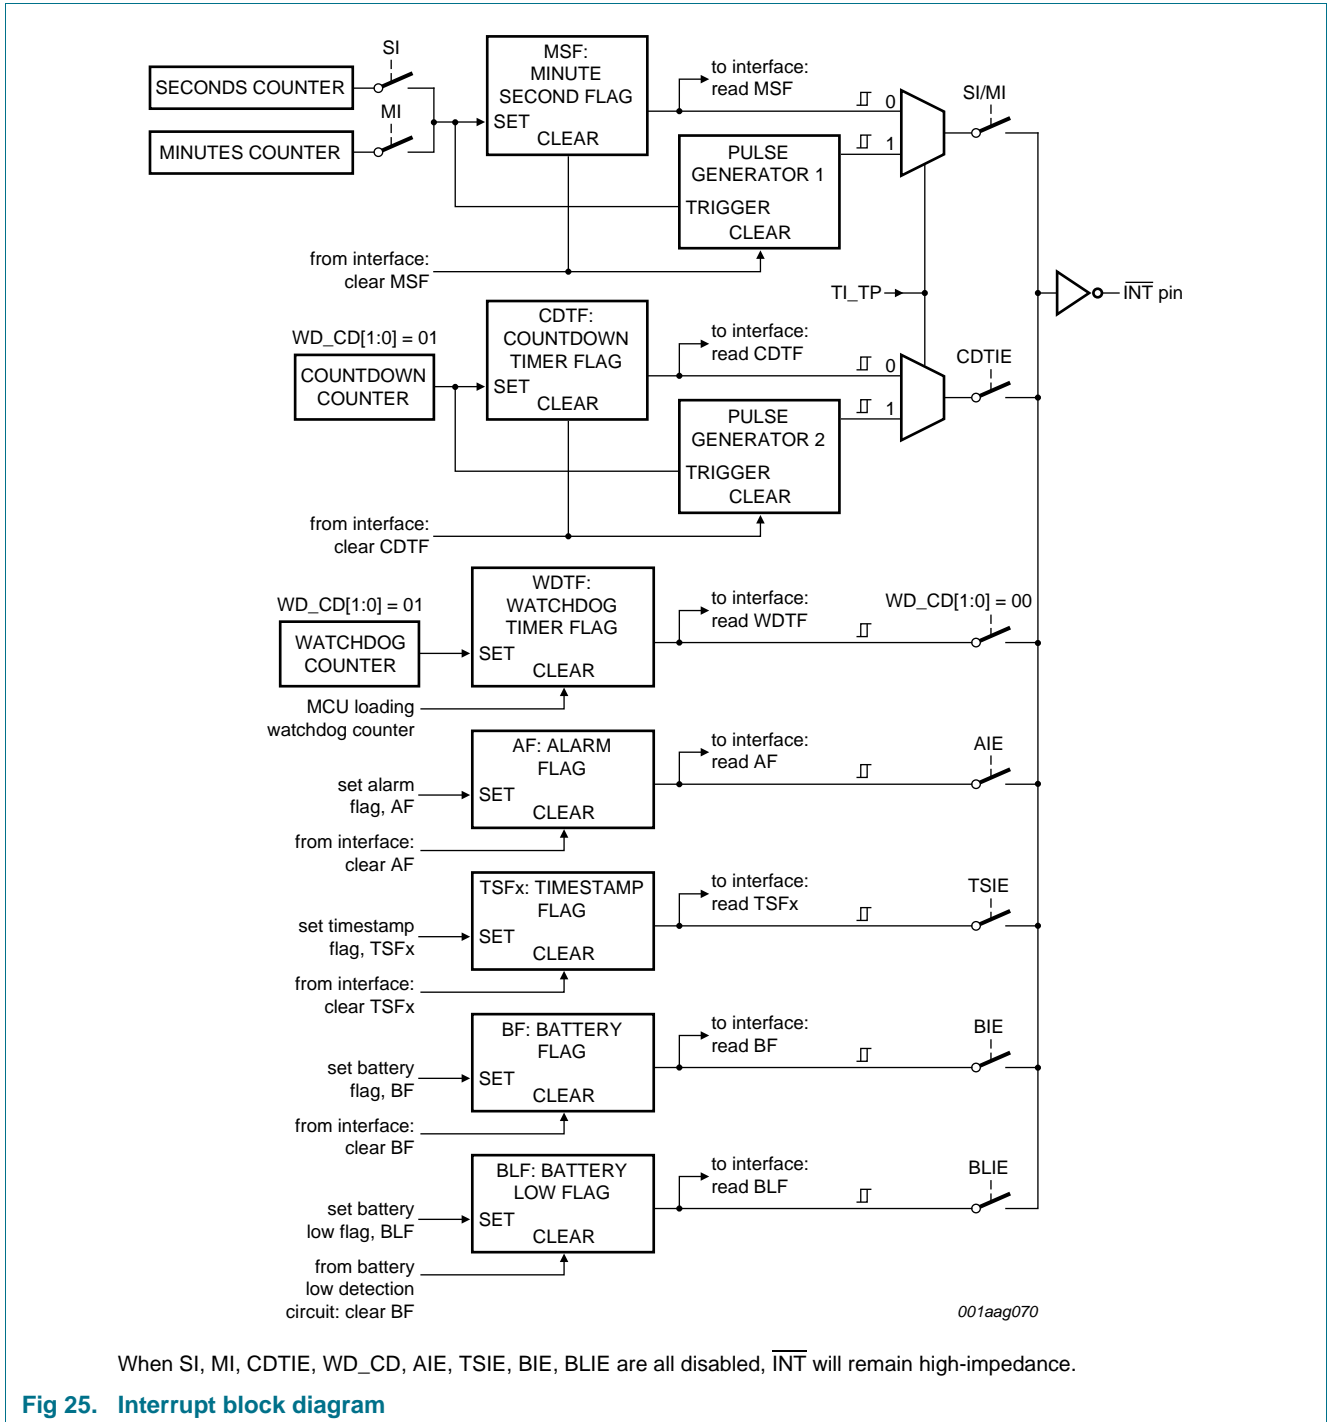 SI
SECONDS COUNTER
MI
MINUTES COUNTER
MSF:
MINUTE
SECOND FLAG
SET
CLEAR
to interface:
read MSF
PULSE
GENERATOR 1
TRIGGER
CLEAR
0
1
SI/MI
from interface:
clear MSF
TI_TP
INT pin
WD_CD[1:0] = 01
COUNTDOWN
COUNTER
CDTF:
COUNTDOWN
TIMER FLAG
SET
CLEAR
to interface:
read CDTF
PULSE
GENERATOR 2
TRIGGER
CLEAR
0
1
CDTIE
from interface:
clear CDTF
WD_CD[1:0] = 01
WATCHDOG
COUNTER
WDTF:
WATCHDOG
TIMER FLAG
SET
CLEAR
to interface:
read WDTF
WD_CD[1:0] = 00
MCU loading
watchdog counter
AF: ALARM
FLAG
SET
CLEAR
to interface:
read AF
AIE
set alarm
flag, AF
from interface:
clear AF
TSFx: TIMESTAMP
FLAG
SET
CLEAR
to interface:
read TSFx
TSIE
set timestamp
flag, TSFx
from interface:
clear TSFx
BF: BATTERY
FLAG
SET
CLEAR
to interface:
read BF
BIE
set battery
flag, BF
from interface:
clear BF
BLF: BATTERY
LOW FLAG
SET
CLEAR
to interface:
read BLF
BLIE
set battery
low flag, BLF
from battery
low detection
circuit: clear BF
001aag070
When SI, MI, CDTIE, WD_CD, AIE, TSIE, BIE, BLIE are all disabled, INT will remain high-impedance.
Fig 25. Interrupt block diagram